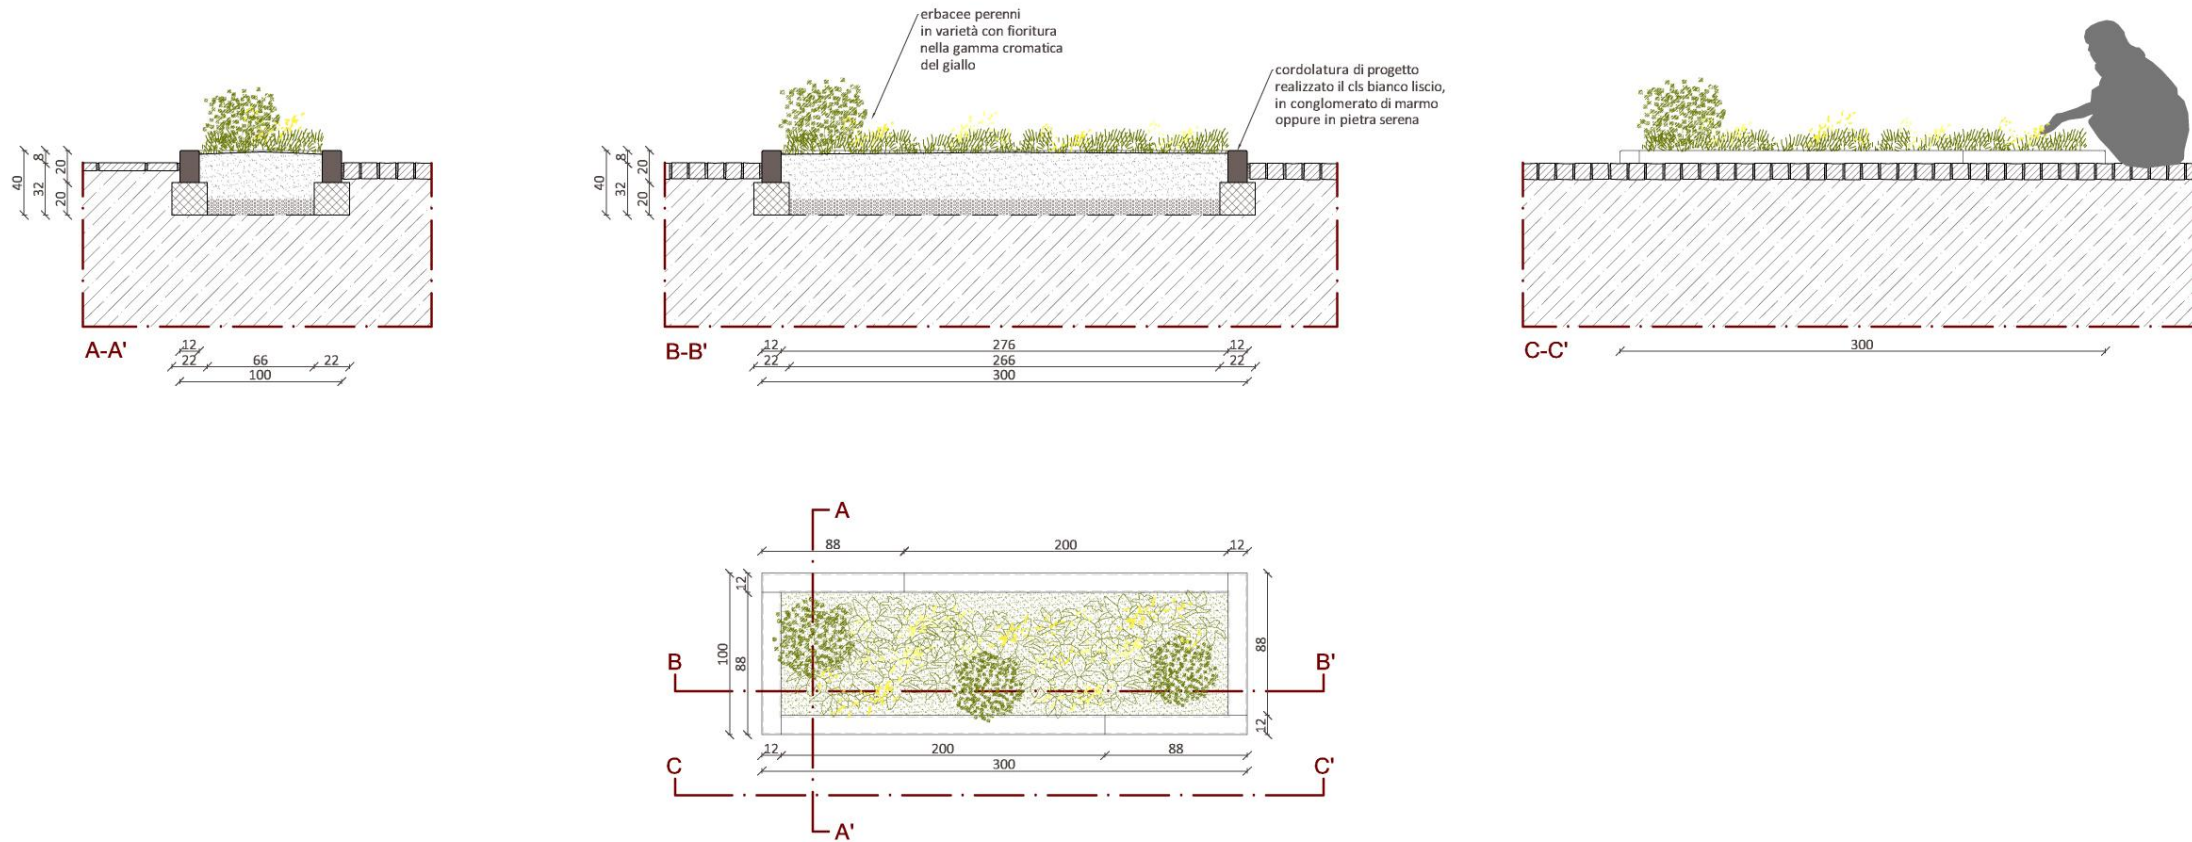 erbacee perenni
in varietà con fioritura
nella gamma cromatica
del giallo
cordolatura di progetto
realizzato il cls bianco liscio,
in conglomerato di marmo
oppure in pietra serena
40
8
32
20
20
A-A'
12
22
66
22
100
40
8
32
20
20
B-B'
12
276
12
22
266
22
300
C-C'
300
A
88
200
12
12
100
88
88
12
B
B'
12
200
88
300
C
C'
A'